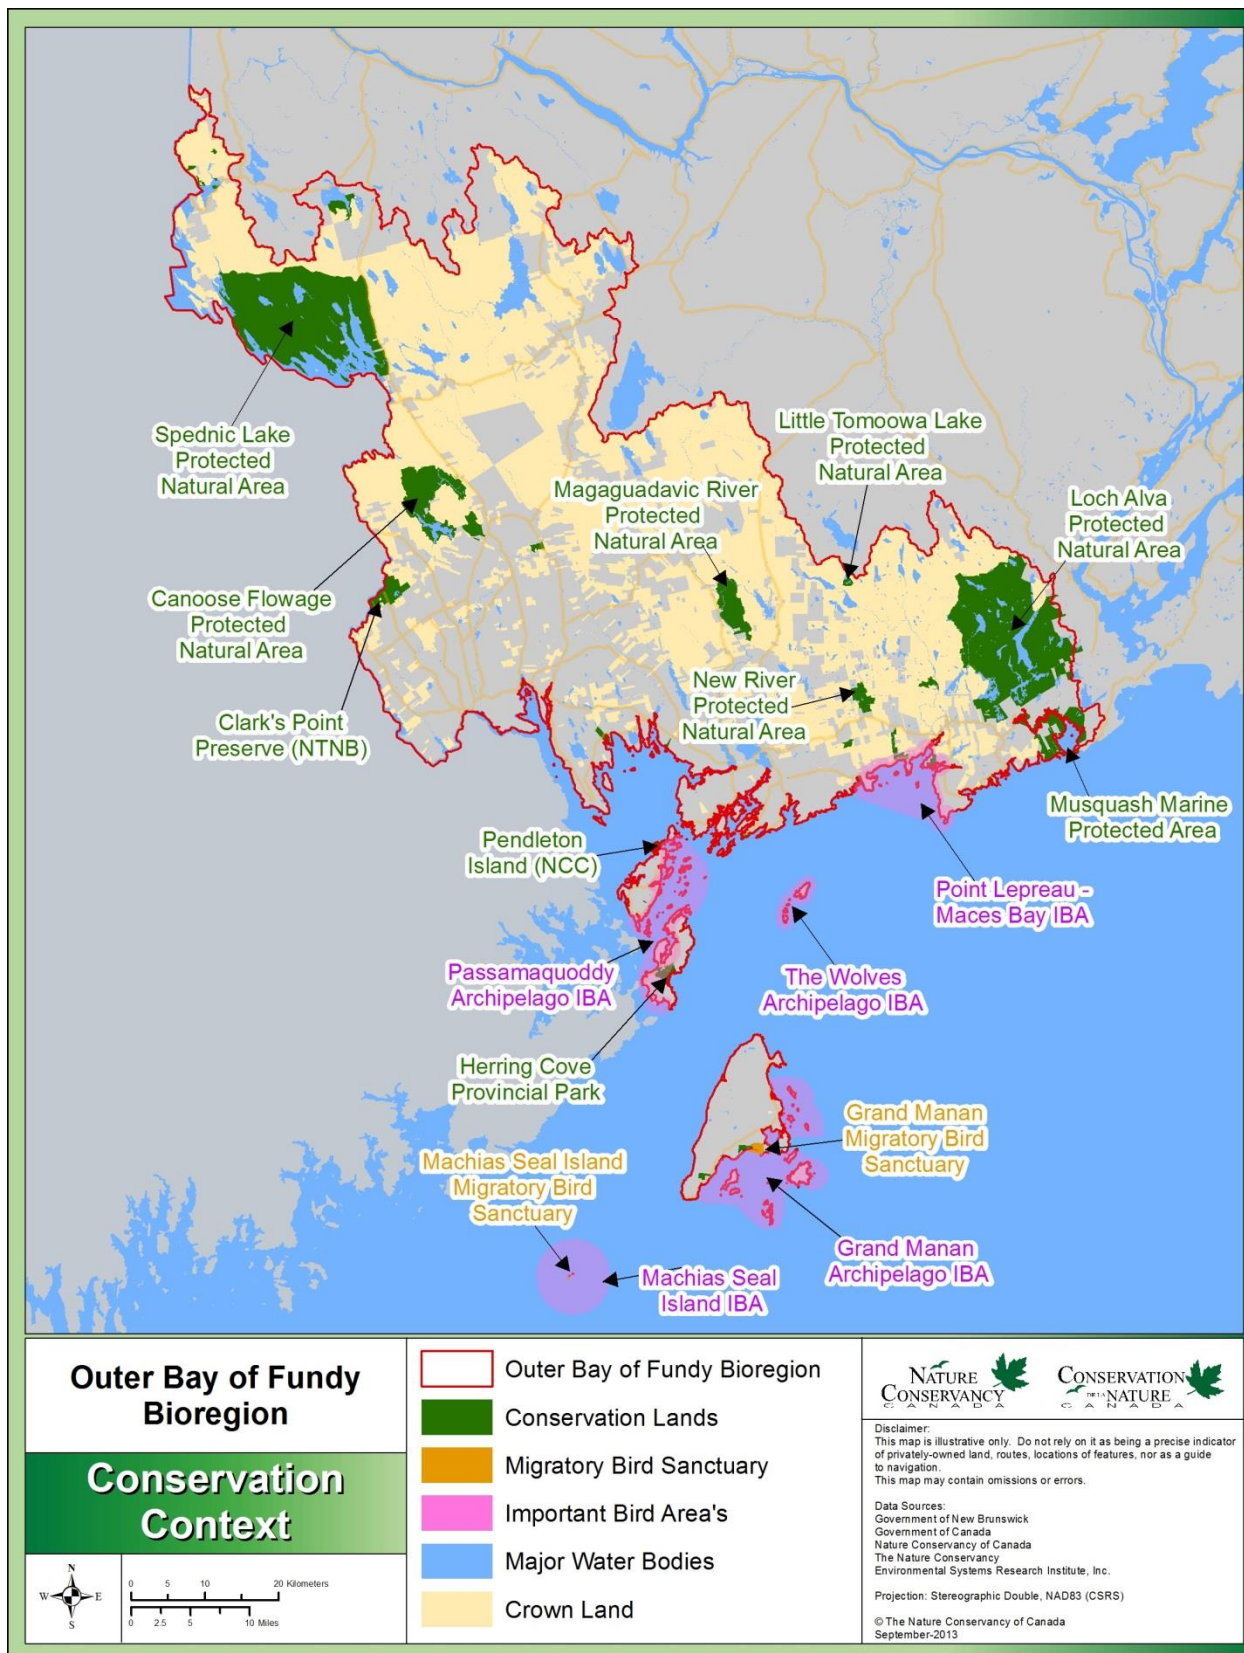 Spednic Lake
Protected
Natural Area
Little Tomoowa Lake
Protected
Natural Area
Magaguadavic River
Protected
Natural Area
Loch Alva
Protected
Natural Area
Canoose Flowage
Protected
Natural Area
New River
Protected
Natural Area
Clark's Point
Preserve (NTNB)
Musquash Marine
Protected Area
Pendleton
Island (NCC)
Point Lepreau -
Maces Bay IBA
Passamaquoddy
Archipelago IBA
The Wolves
Archipelago IBA
Herring Cove
Provincial Park
Grand Manan
Migratory Bird
Sanctuary
Machias Seal Island
Migratory Bird
Sanctuary
Grand Manan
Archipelago IBA
Machias Seal
Island IBA
Outer Bay of Fundy
Bioregion
Conservation
Context
N
W E
S
0 5 10 20 Kilometers
0 2.5 5 10 Miles
Outer Bay of Fundy Bioregion
Conservation Lands
Migratory Bird Sanctuary
Important Bird Area's
Major Water Bodies
Crown Land
NATURE
CONSERVANCY
CANADA
CONSERVATION
DE LA NATURE
CANADA
Disclaimer:
This map is illustrative only. Do not rely on it as being a precise indicator
of privately-owned land, routes, locations of features, nor as a guide
to navigation.
This map may contain omissions or errors.
Data Sources:
Government of New Brunswick
Government of Canada
Nature Conservancy of Canada
The Nature Conservancy
Environmental Systems Research Institute, Inc.
Projection: Stereographic Double, NAD83 (CSRS)
© The Nature Conservancy of Canada
September-2013